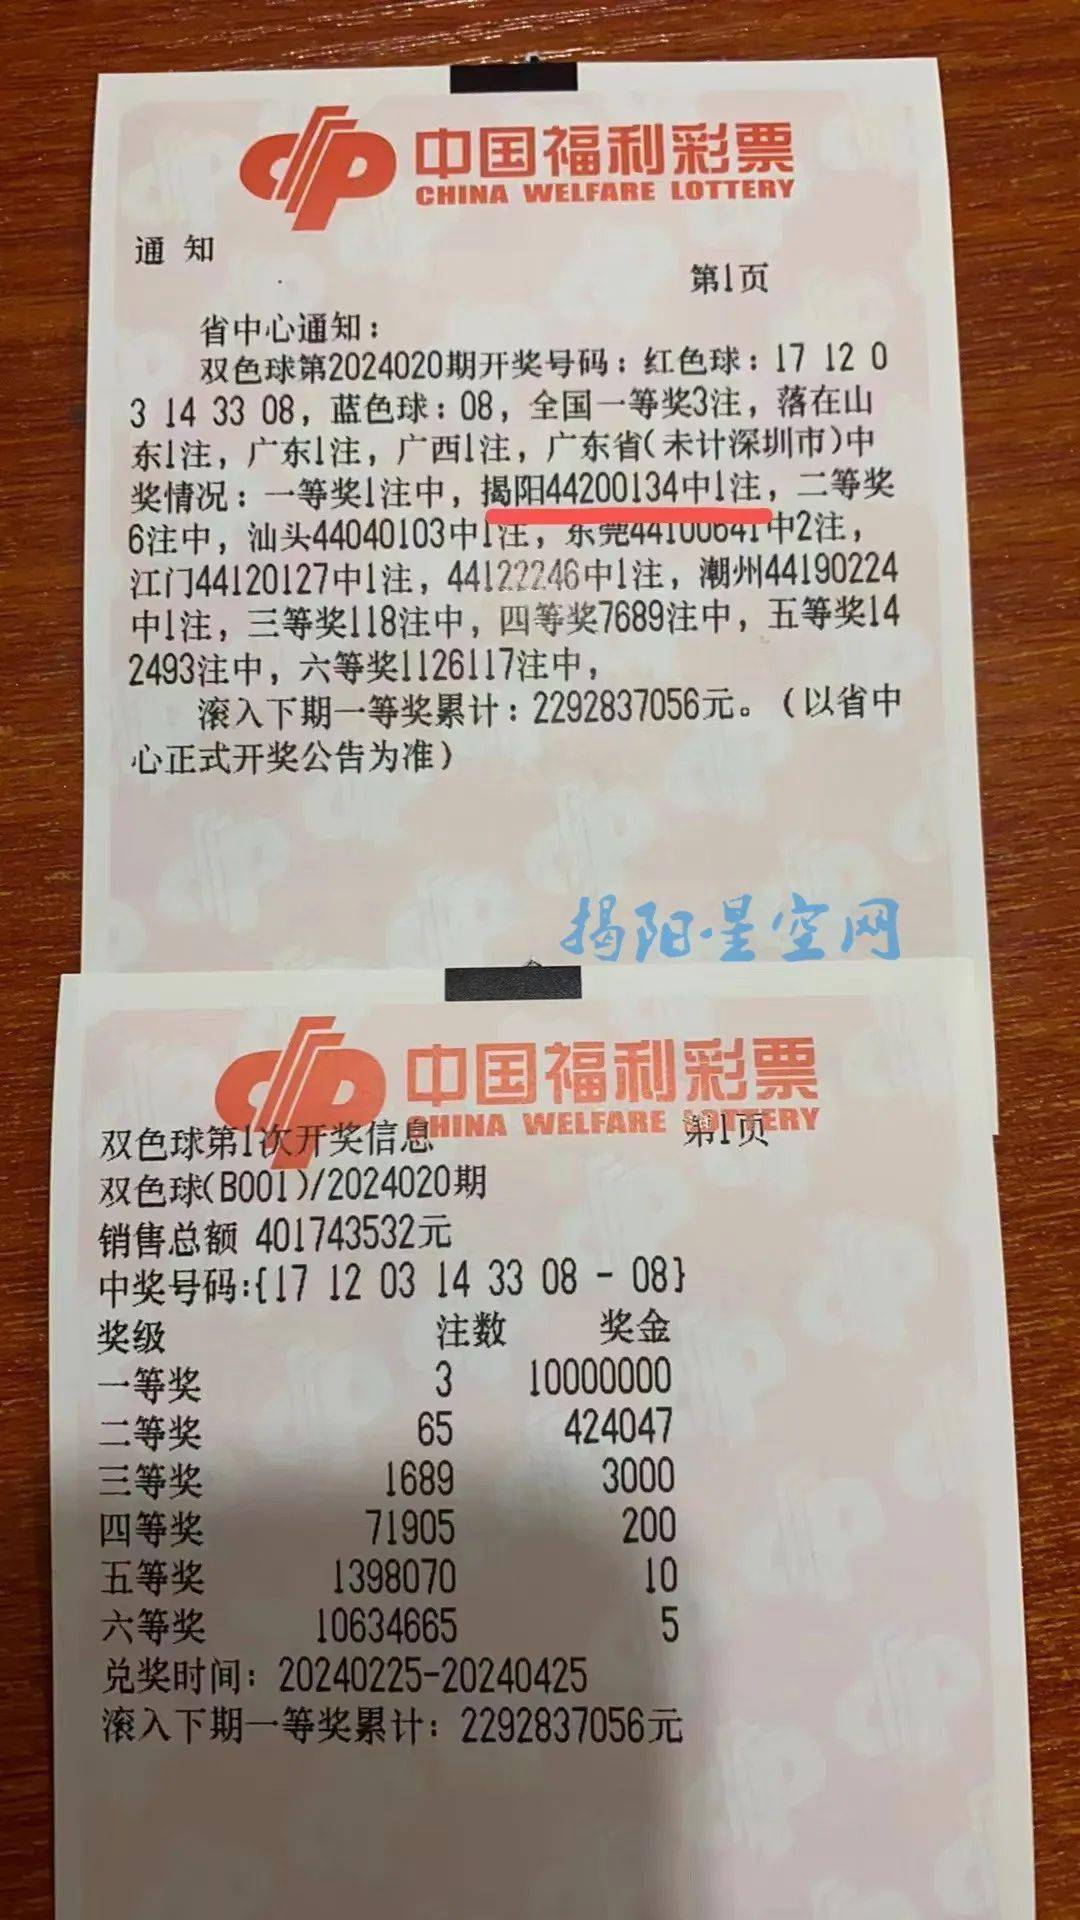 中国福利彩票
CHINA WELFARE LOTTERY
通 知
第1页
省中心通知：
双色球第2024020期开奖号码：红色球：17 12 0
3 14 33 08，蓝色球：08，全国一等奖3注，落在山
东1注，广东1注，广西1注，广东省(未计深圳市)中
奖情况：一等奖1注中，揭阳44200134中1注，二等奖
6注中，汕头44040103中1注，东莞44100641中2注，
江门44120127中1注，44122246中1注，潮州44190224
中1注，三等奖118注中，四等奖7689注中，五等奖14
2493注中，六等奖1126117注中，
滚入下期一等奖累计：2292837056元。（以省中
心正式开奖公告为准）
揭阳星空网
中国福利彩票
CHINA WELFARE LOTTERY
双色球第1次开奖信息 第1页
双色球(B001)/2024020期
销售总额 401743532元
中奖号码:{17 12 03 14 33 08 - 08}
奖级 注数 奖金
一等奖 3 10000000
二等奖 65 424047
三等奖 1689 3000
四等奖 71905 200
五等奖 1398070 10
六等奖 10634665 5
兑奖时间：20240225-20240425
滚入下期一等奖累计：2292837056元